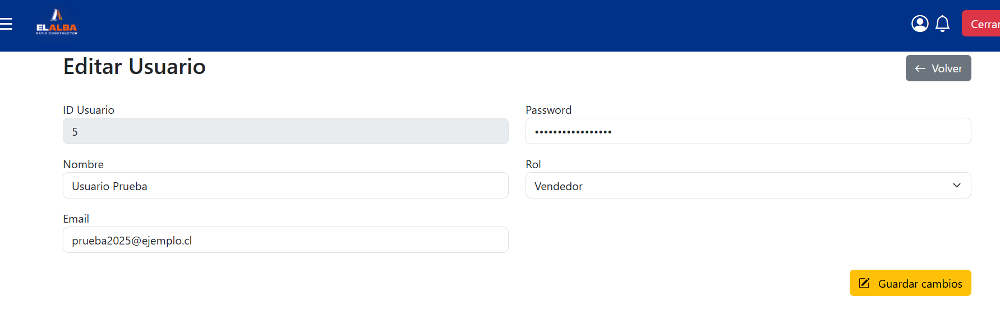 ELALBA
PATIO CONSTRUCTOR
Cerrar
Editar Usuario
Volver
ID Usuario
5
Password
•••••••••••••••••
Nombre
Usuario Prueba
Rol
Vendedor
Email
prueba2025@ejemplo.cl
Guardar cambios